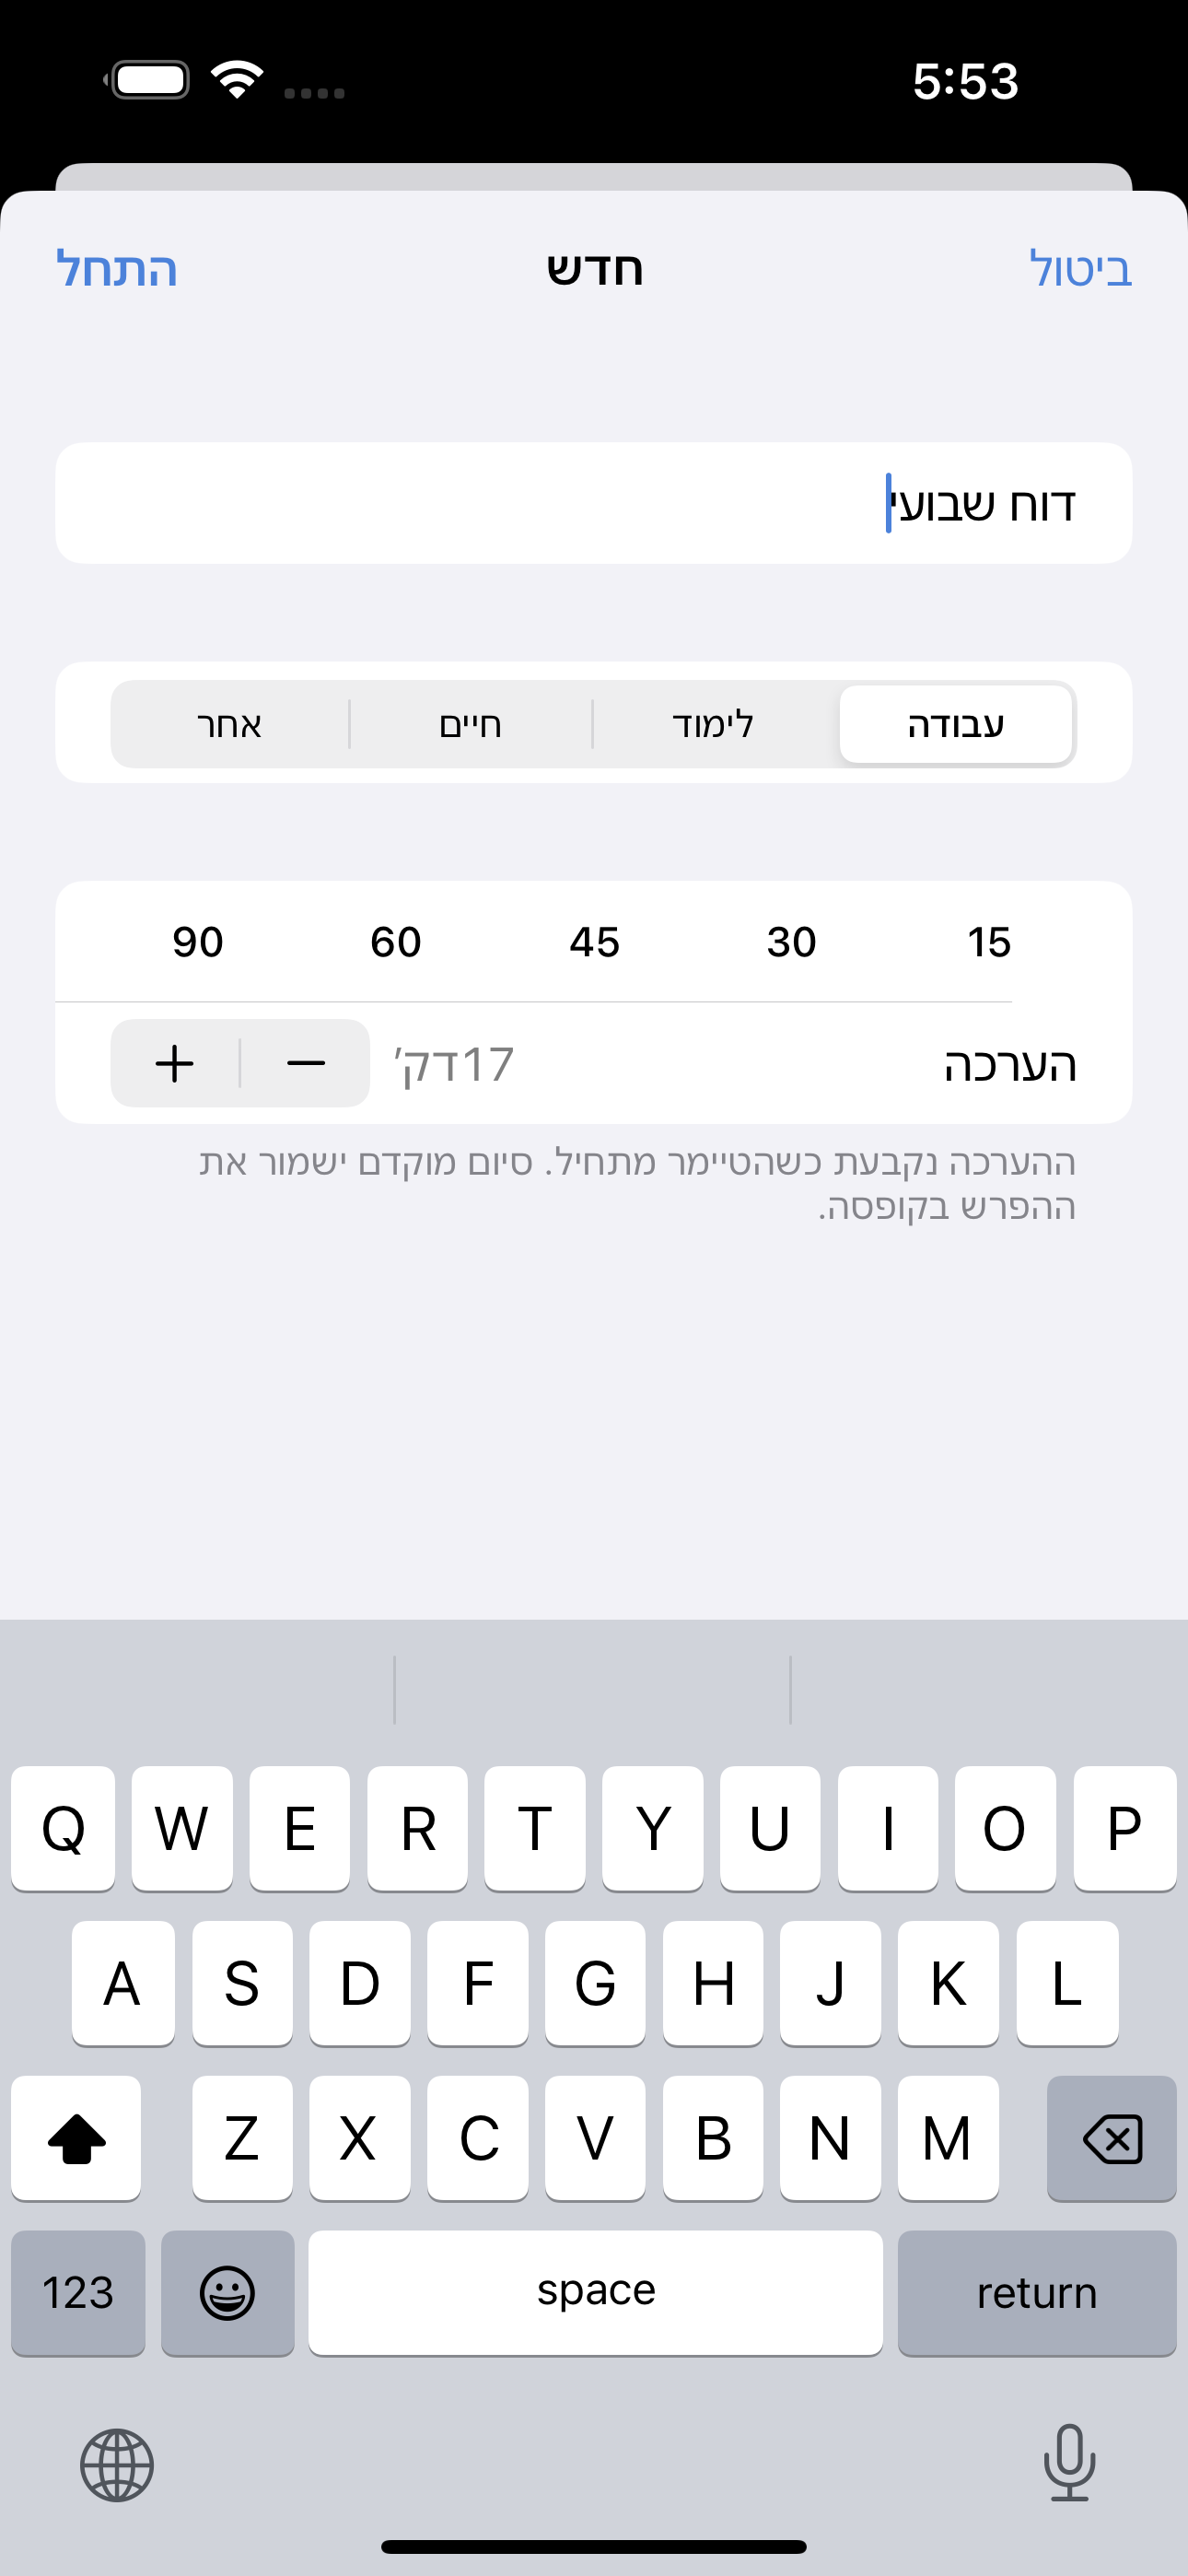 5:53
ביטול
חדש
התחל
דוח שבועי
עבודה
לימוד
חיים
אחר
15 30 45 60 90
הערכה
17דק׳
ההערכה נקבעת כשהטיימר מתחיל. סיום מוקדם ישמור את
ההפרש בקופסה.
Q W E R T Y U I O P
A S D F G H J K L
Z X C V B N M
123 space return